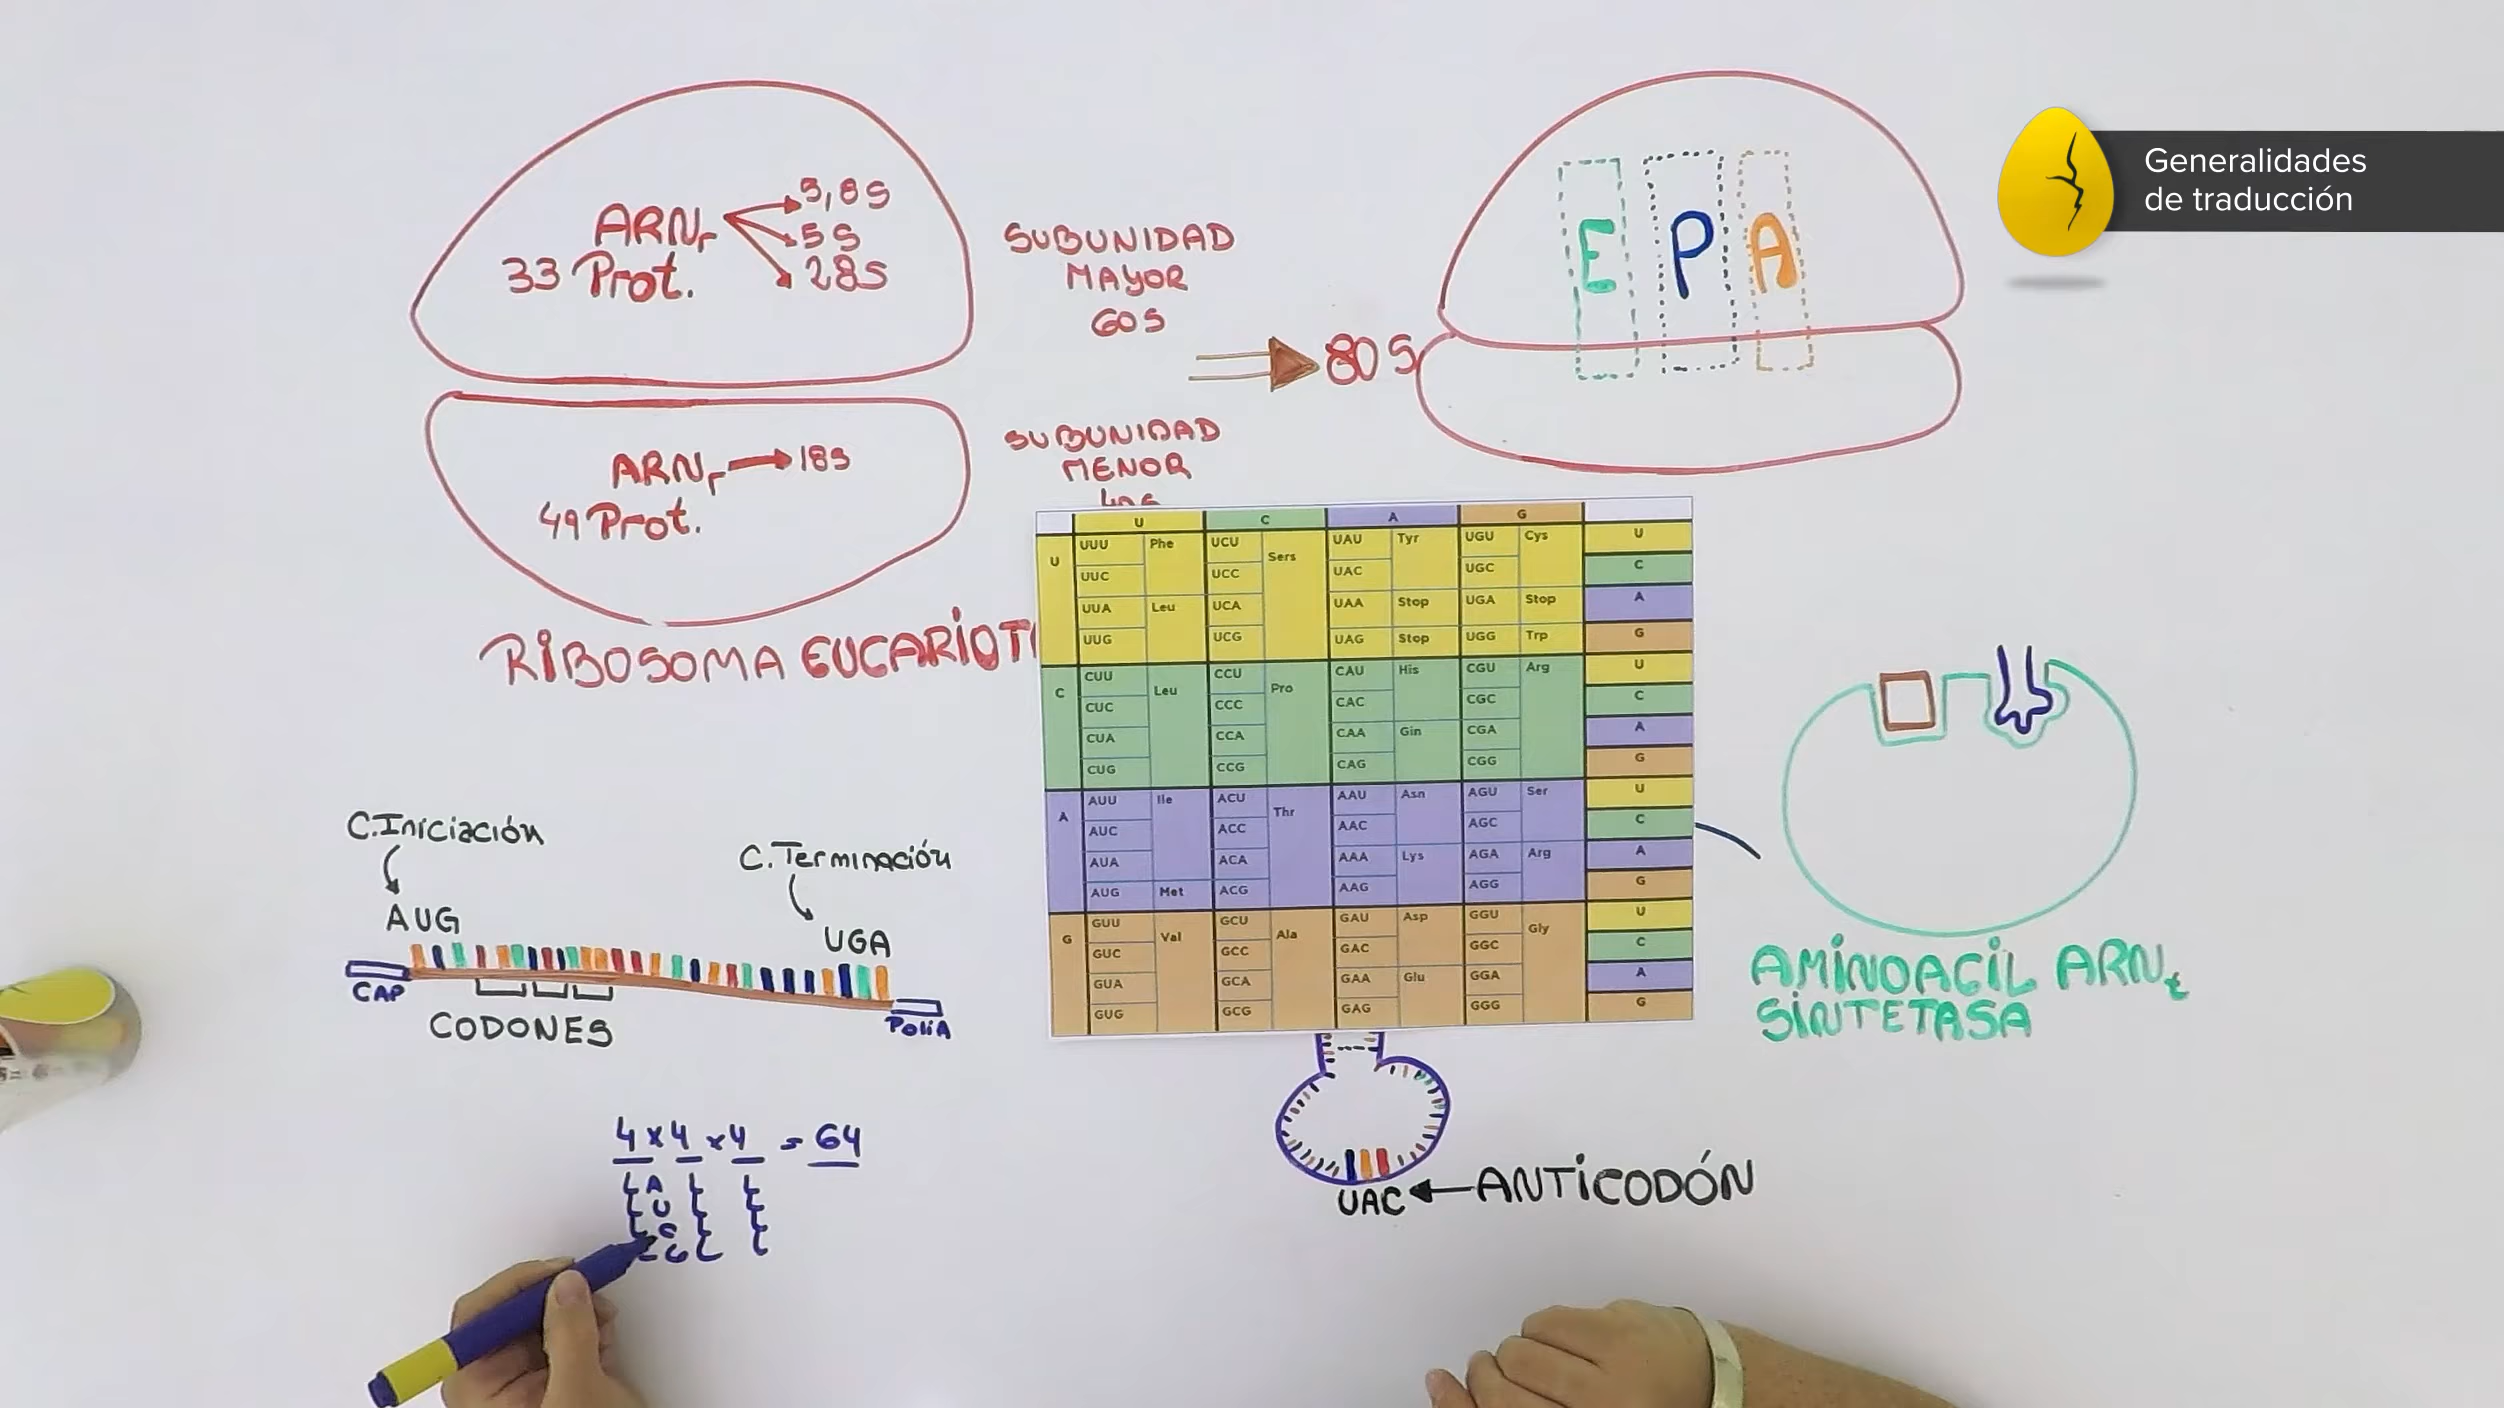 Generalidades
de traducción
ARNr
5,8S
5S
28S
33 Prot.
SUBUNIDAD
MAYOR
60S
ARNr 18S
49 Prot.
SUBUNIDAD
MENOR
RIBOSOMA EUCARIOT
80 S
E P A
C.Iniciación
AUG
C.Terminación
UGA
CAP
CODONES
PoliA
4 x 4 x 4 = 64
A
U
C
G
U C A G
U
UUU Phe UCU Sers UAU Tyr UGU Cys U
UUC UCC UAC UGC C
UUA Leu UCA UAA Stop UGA Stop A
UUG UCG UAG Stop UGG Trp G
C
CUU Leu CCU Pro CAU His CGU Arg U
CUC CCC CAC CGC C
CUA CCA CAA Gin CGA A
CUG CCG CAG CGG G
A
AUU Ile ACU Thr AAU Asn AGU Ser U
AUC ACC AAC AGC C
AUA ACA AAA Lys AGA Arg A
AUG Met ACG AAG AGG G
G
GUU Val GCU Ala GAU Asp GGU Gly U
GUC GCC GAC GGC C
GUA GCA GAA Glu GGA A
GUG GCG GAG GGG G
UAC ANTICODÓN
AMINOACIL ARNt
SINTETASA